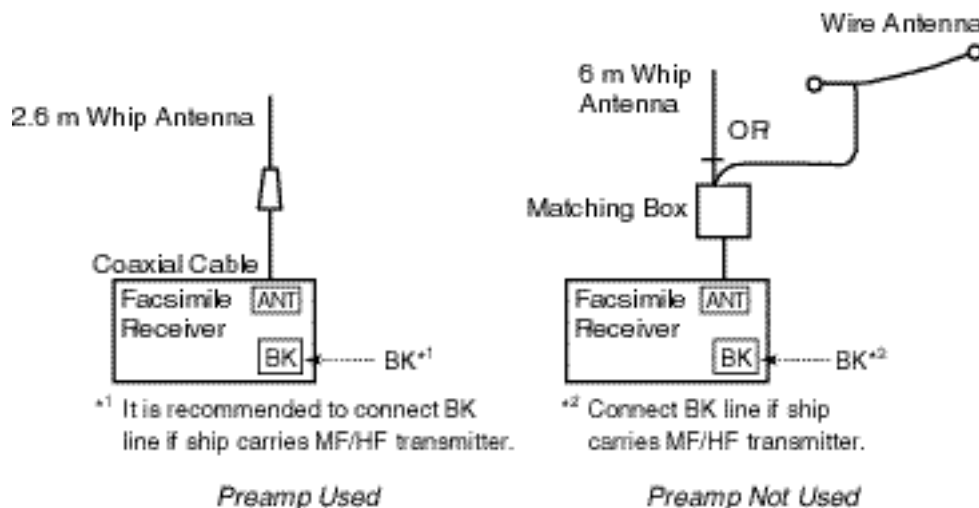 2.6 m Whip Antenna
Coaxial Cable
Facsimile
Receiver
ANT
BK
BK*1
*1 It is recommended to connect BK
line if ship carries MF/HF transmitter.
Preamp Used
Wire Antenna
6 m Whip
Antenna
OR
Matching Box
Facsimile
Receiver
ANT
BK
BK*2
*2 Connect BK line if ship
carries MF/HF transmitter.
Preamp Not Used